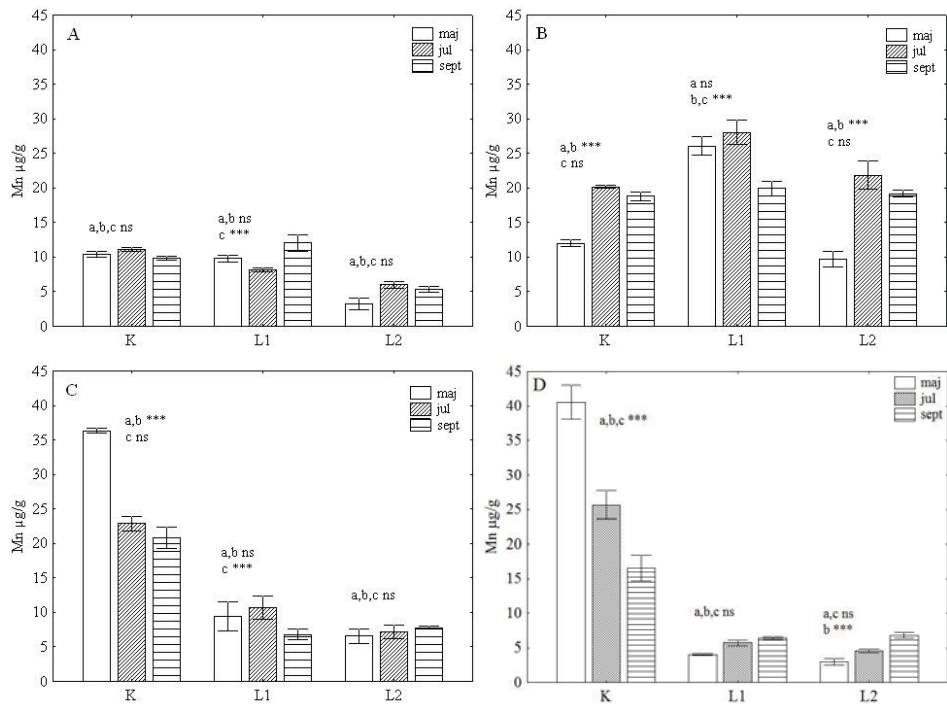 A
maj
jul
sept
Mn µg/g
45
40
35
30
25
20
15
10
5
0
a,b,c ns
a,b ns
c ***
a,b,c ns
K L1 L2
B
maj
jul
sept
Mn µg/g
45
40
35
30
25
20
15
10
5
0
a,b ***
c ns
a ns
b,c ***
a,b ***
c ns
K L1 L2
C
maj
jul
sept
Mn µg/g
45
40
35
30
25
20
15
10
5
0
a,b ***
c ns
a,b ns
c ***
a,b,c ns
K L1 L2
D
maj
jul
sept
Mn µg/g
45
40
35
30
25
20
15
10
5
0
a,b,c ***
a,b,c ns
a,c ns
b ***
K L1 L2